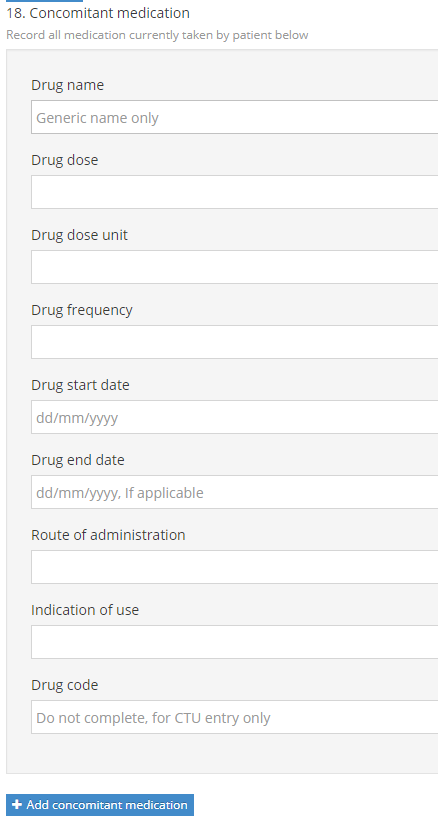 18. Concomitant medication
Record all medication currently taken by patient below
Drug name
Generic name only
Drug dose
Drug dose unit
Drug frequency
Drug start date
dd/mm/yyyy
Drug end date
dd/mm/yyyy, If applicable
Route of administration
Indication of use
Drug code
Do not complete, for CTU entry only
+ Add concomitant medication